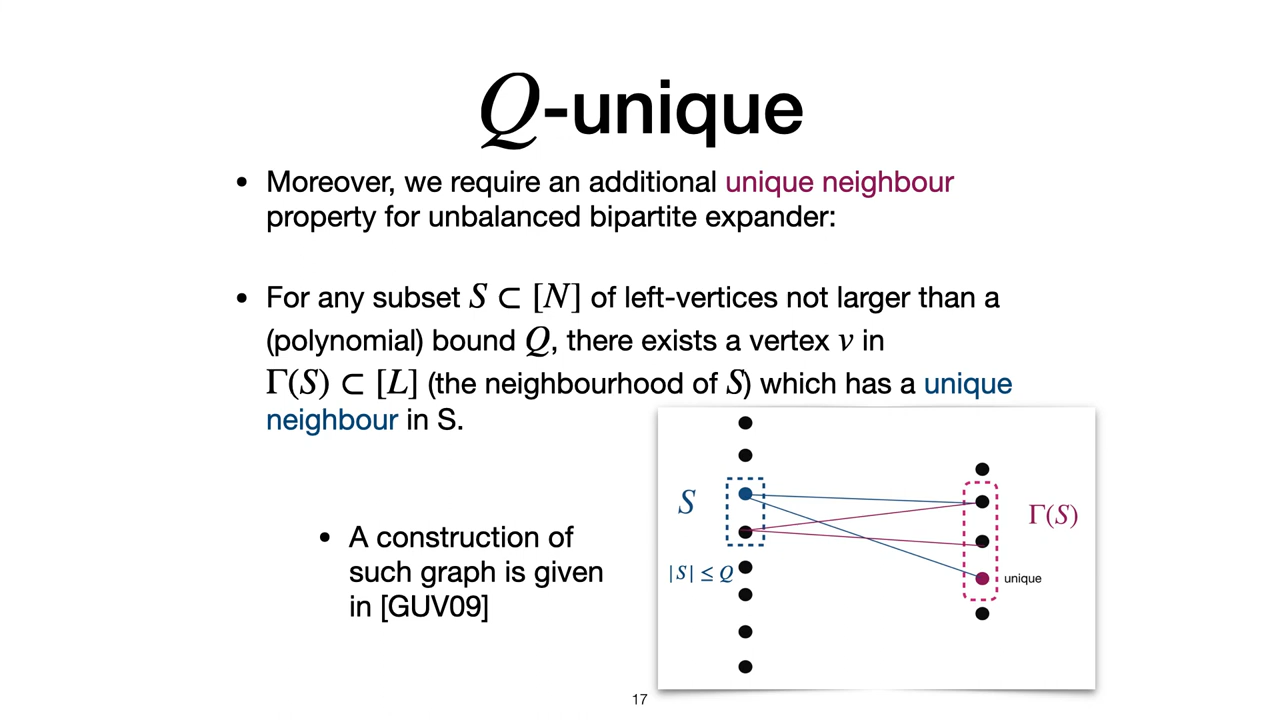 Q-unique
• Moreover, we require an additional unique neighbour
property for unbalanced bipartite expander:
• For any subset S ⊂ [N] of left-vertices not larger than a
(polynomial) bound Q, there exists a vertex v in
Γ(S) ⊂ [L] (the neighbourhood of S) which has a unique
neighbour in S.
• A construction of
such graph is given
in [GUV09]
S
Γ(S)
|S| ≤ Q
unique
17